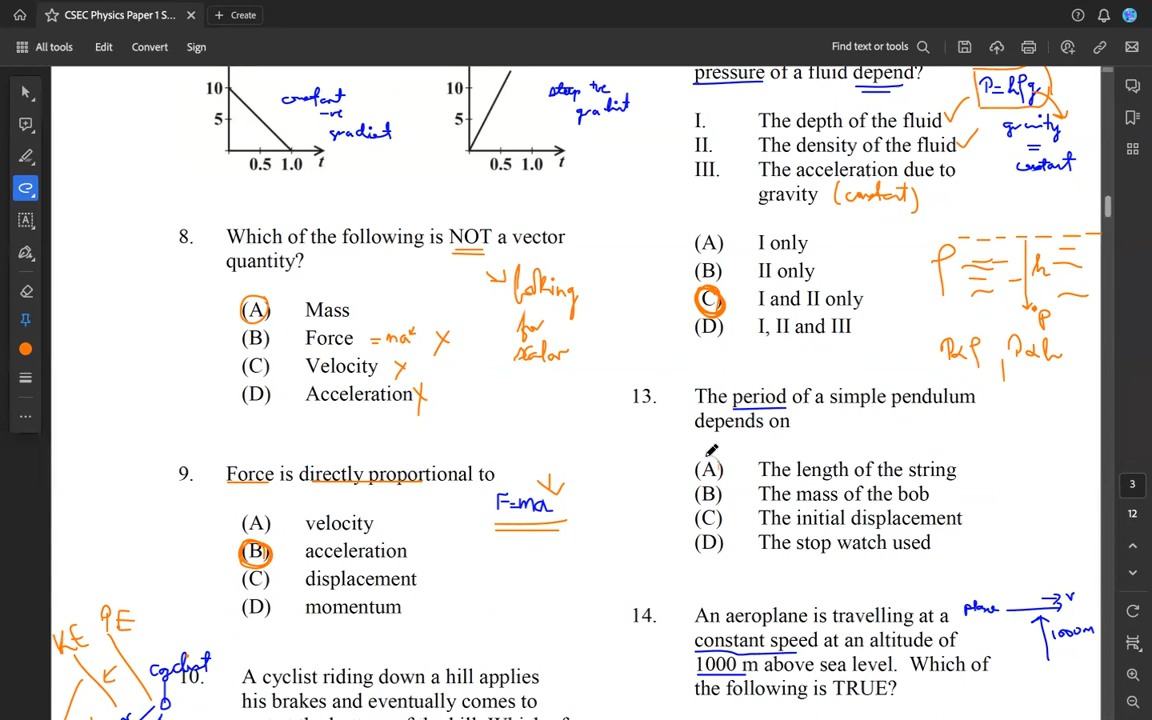 CSEC Physics Paper 1 S...
Create
All tools
Edit
Convert
Sign
Find text or tools
10
5
0.5 1.0 t
constant
-ve
gradient
10
5
0.5 1.0 t
steep +ve
gradient
8. Which of the following is NOT a vector
quantity?
looking
for
scalar
(A) Mass
(B) Force = ma X
(C) Velocity X
(D) Acceleration X
9. Force is directly proportional to
F=ma
(A) velocity
(B) acceleration
(C) displacement
(D) momentum
KE PE
cyclist
10. A cyclist riding down a hill applies
his brakes and eventually comes to
pressure of a fluid depend?
P=hρg
gravity
=
constant
I. The depth of the fluid
II. The density of the fluid
III. The acceleration due to
gravity (constant)
(A) I only
(B) II only
(C) I and II only
(D) I, II and III
ρ
h
P
P∝ρ, P∝h
13. The period of a simple pendulum
depends on
(A) The length of the string
(B) The mass of the bob
(C) The initial displacement
(D) The stop watch used
14. An aeroplane is travelling at a
constant speed at an altitude of
1000 m above sea level. Which of
the following is TRUE?
plane
v
1000m
3
12